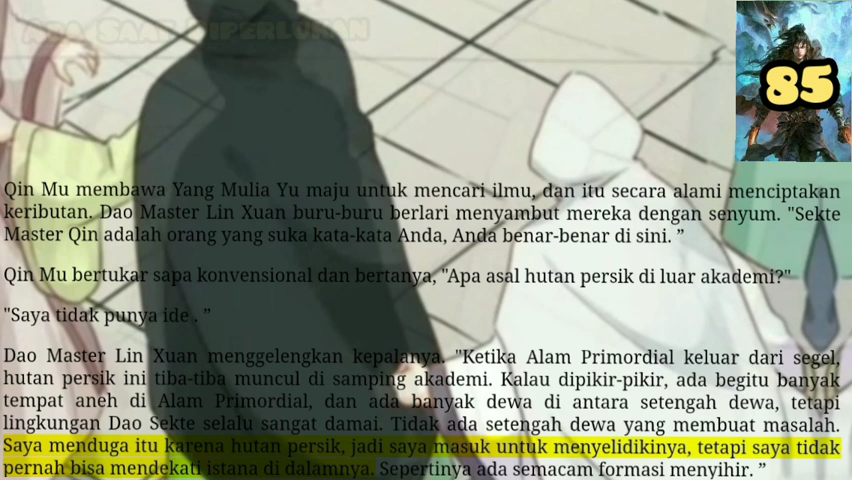 APA SAAT DIPERLUKAN
85
Qin Mu membawa Yang Mulia Yu maju untuk mencari ilmu, dan itu secara alami menciptakan
keributan. Dao Master Lin Xuan buru-buru berlari menyambut mereka dengan senyum. "Sekte
Master Qin adalah orang yang suka kata-kata Anda, Anda benar-benar di sini. ”
Qin Mu bertukar sapa konvensional dan bertanya, "Apa asal hutan persik di luar akademi?"
"Saya tidak punya ide . ”
Dao Master Lin Xuan menggelengkan kepalanya. "Ketika Alam Primordial keluar dari segel,
hutan persik ini tiba-tiba muncul di samping akademi. Kalau dipikir-pikir, ada begitu banyak
tempat aneh di Alam Primordial, dan ada banyak dewa di antara setengah dewa, tetapi
lingkungan Dao Sekte selalu sangat damai. Tidak ada setengah dewa yang membuat masalah.
Saya menduga itu karena hutan persik, jadi saya masuk untuk menyelidikinya, tetapi saya tidak
pernah bisa mendekati istana di dalamnya. Sepertinya ada semacam formasi menyihir. ”